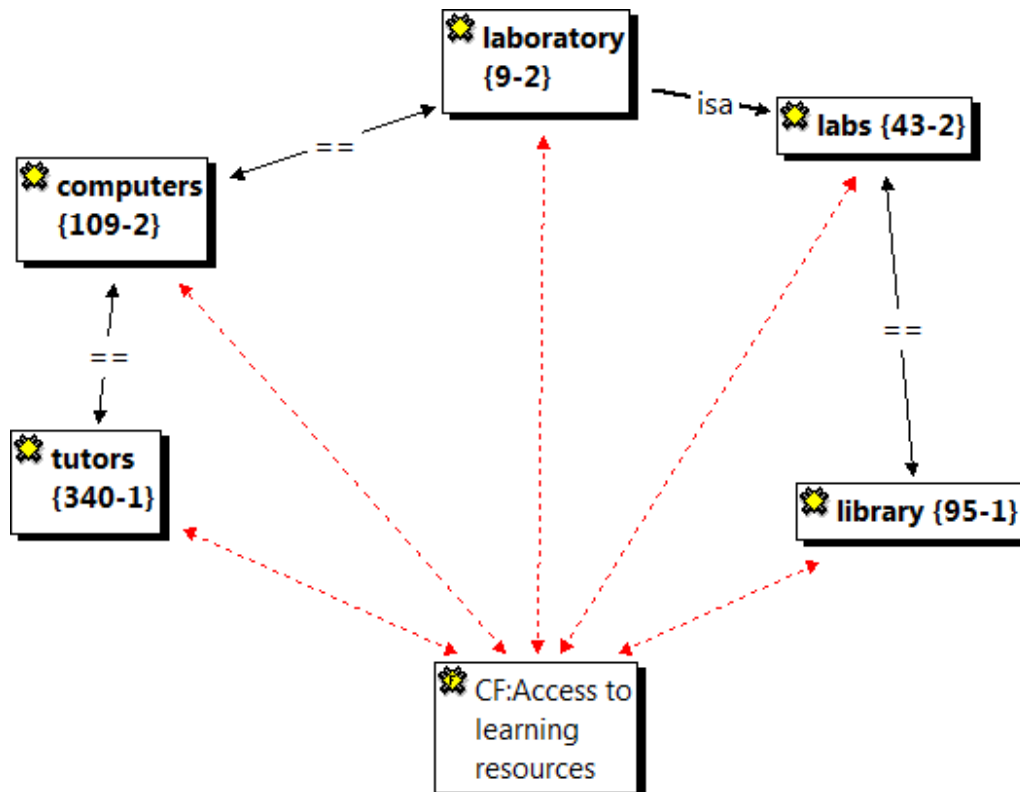 laboratory
{9-2}
isa
labs {43-2}
==
computers
{109-2}
==
==
tutors
{340-1}
library {95-1}
CF:Access to
learning
resources